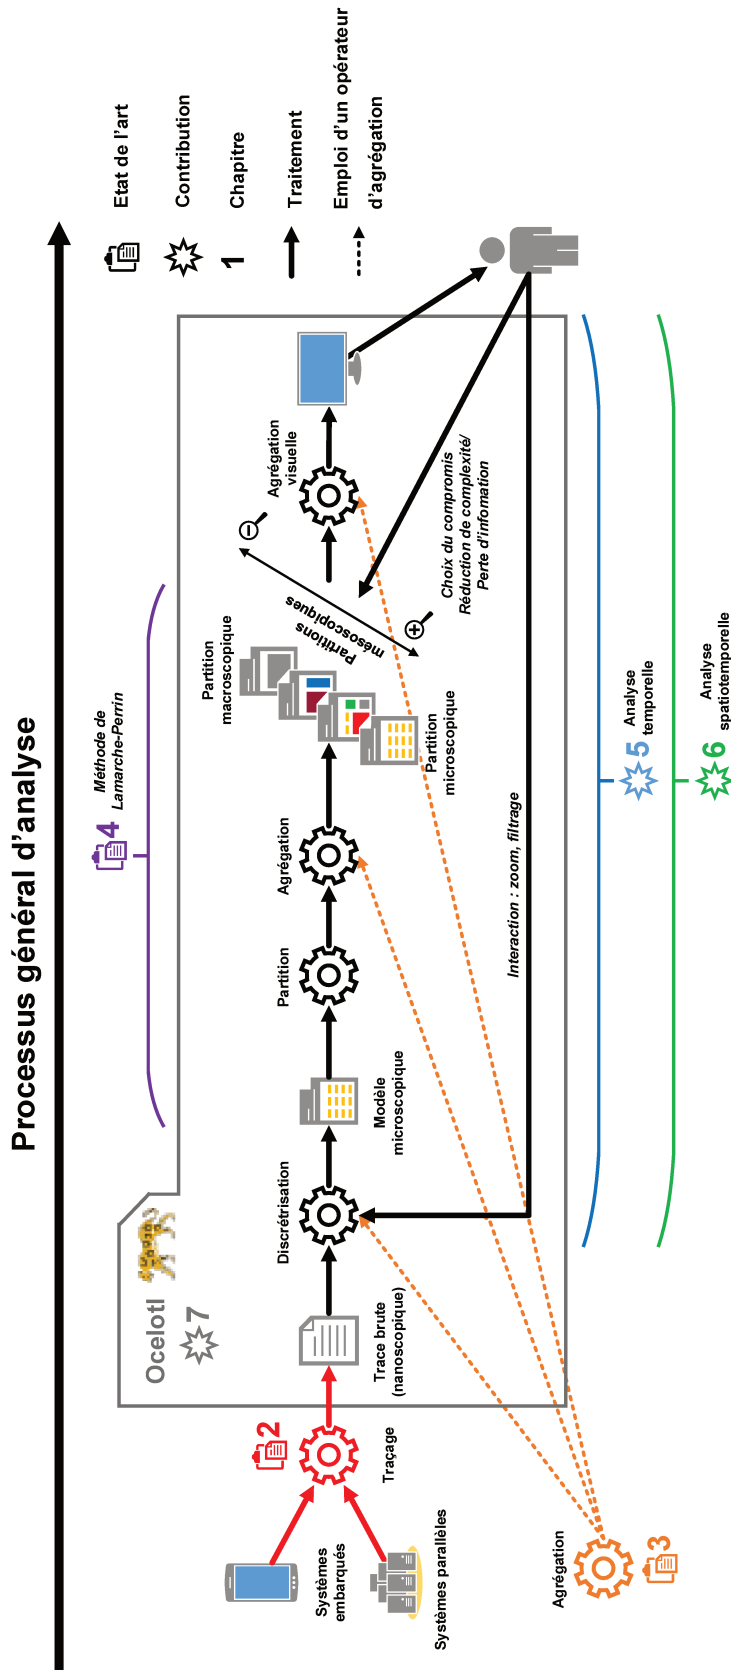 Processus général d'analyse
Etat de l'art
Contribution
1
Chapitre
Traitement
Emploi d'un opérateur
d'agrégation
4
Méthode de
Lamarche-Perrin
Ocelotl
7
2
Traçage
Systèmes
embarqués
Systèmes parallèles
Trace brute
(nanoscopique)
Discrétrisation
Modèle
microscopique
Partition
Agrégation
Partition
macroscopique
Partition
microscopique
Partitions
mésoscopiques
Agrégation
visuelle
Choix du compromis
Réduction de complexité/
Perte d'infomation
Interaction : zoom, filtrage
Agrégation
3
5
Analyse
temporelle
6
Analyse
spatiotemporelle